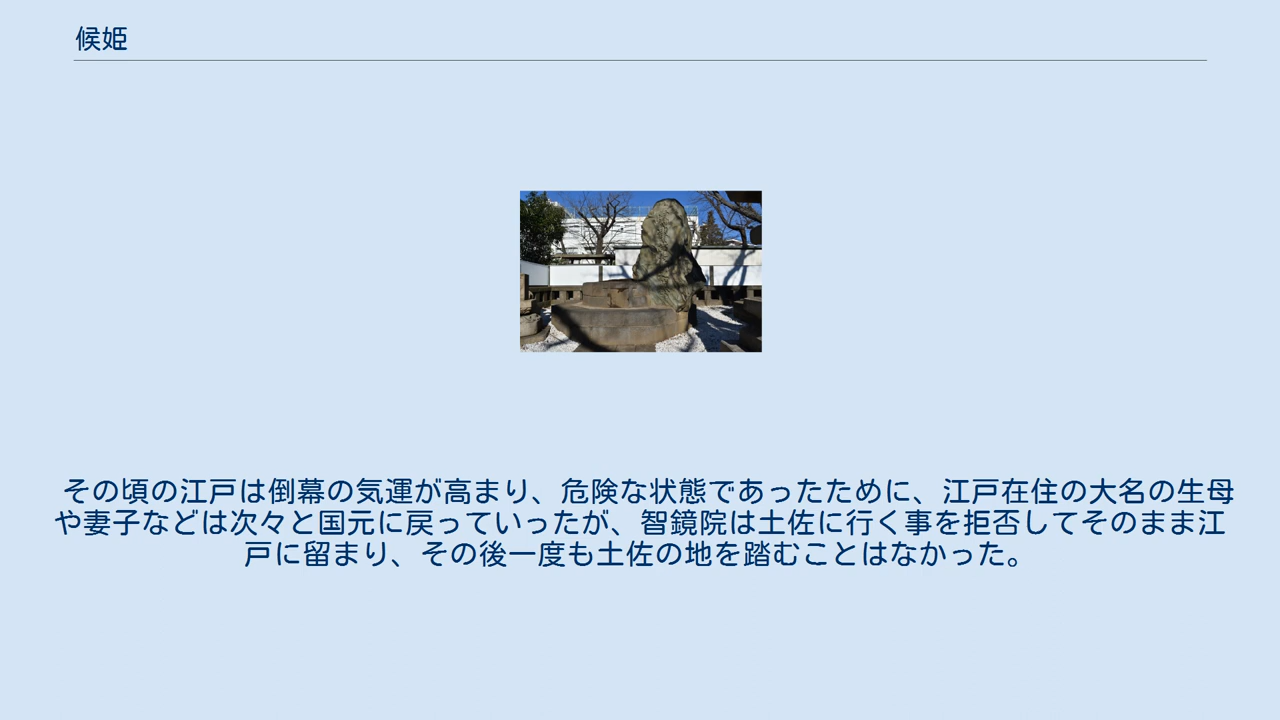 候姫
その頃の江戸は倒幕の気運が高まり、危険な状態であったために、江戸在住の大名の生母
や妻子などは次々と国元に戻っていったが、智鏡院は土佐に行く事を拒否してそのまま江
戸に留まり、その後一度も土佐の地を踏むことはなかった。